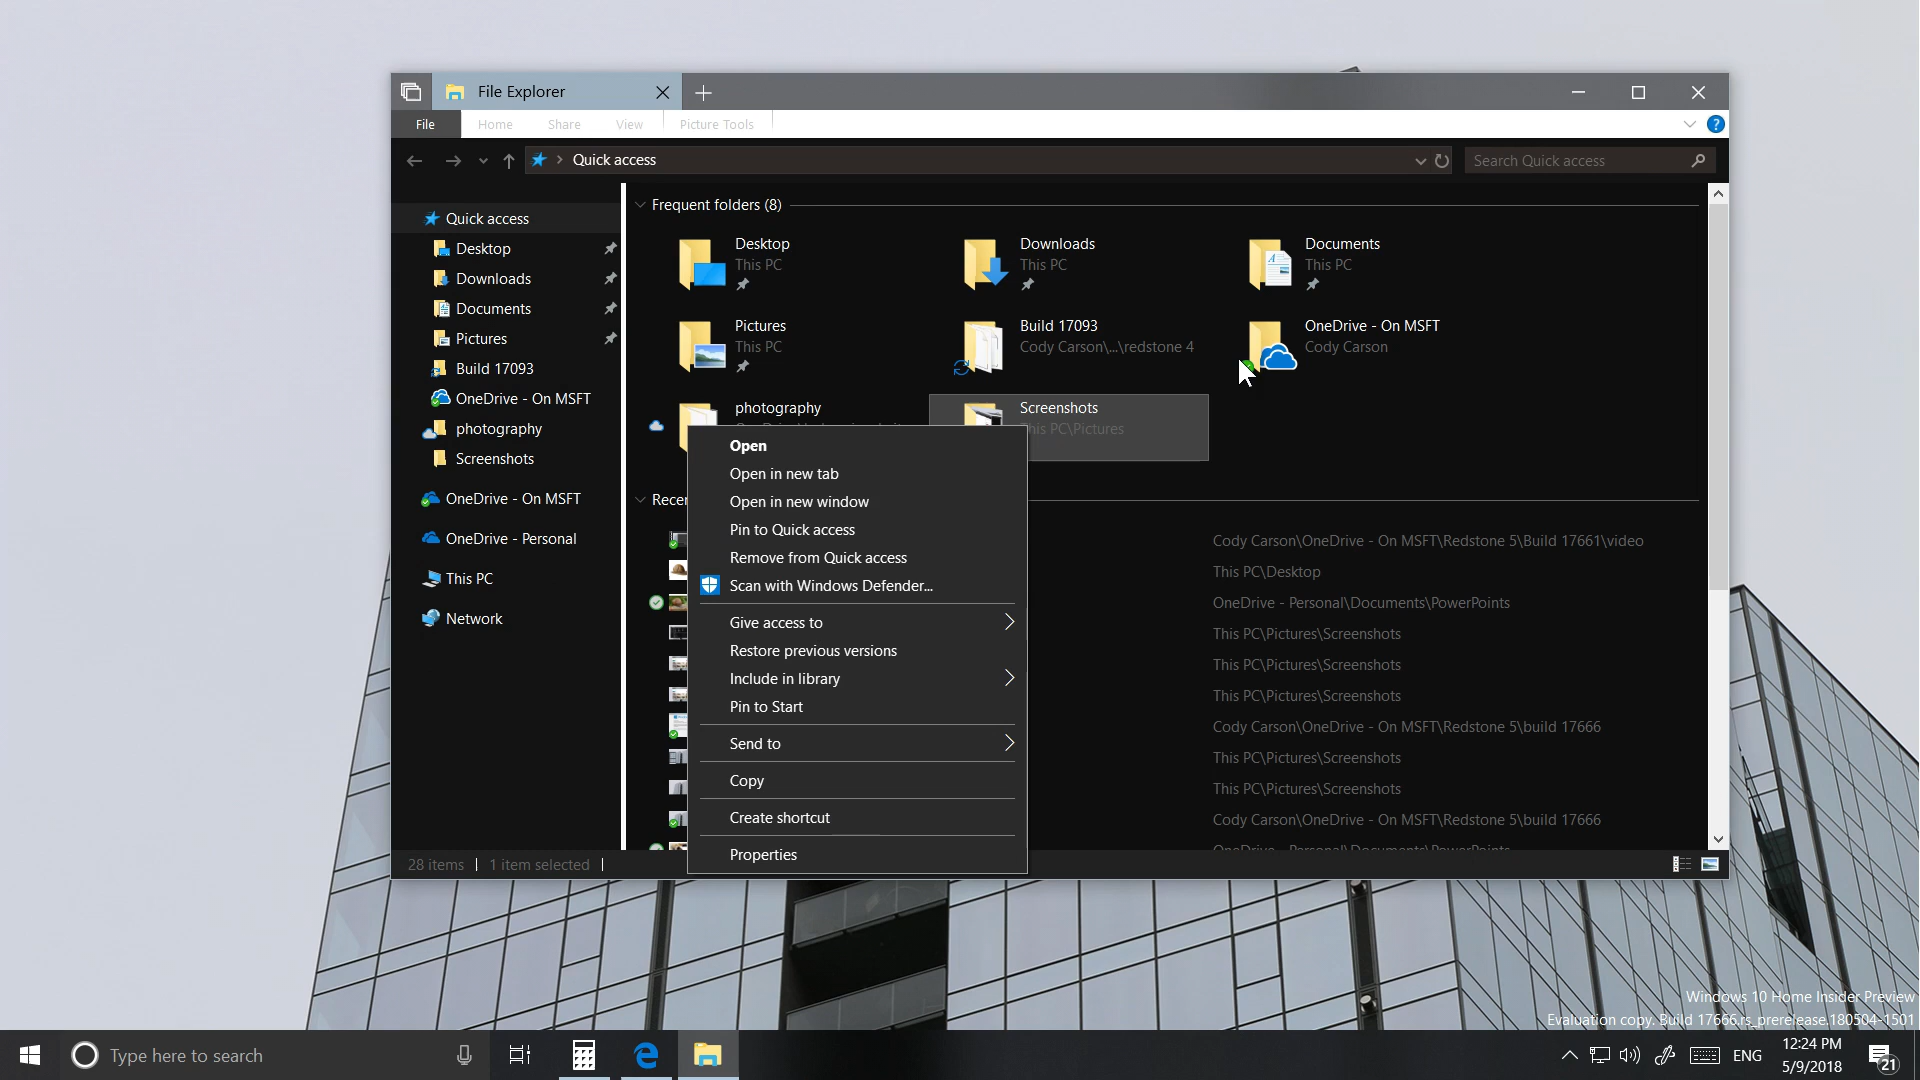 File Explorer
File
Home
Share
View
Picture Tools
Quick access
Search Quick access
Quick access
Desktop
Downloads
Documents
Pictures
Build 17093
OneDrive - On MSFT
photography
Screenshots
OneDrive - On MSFT
OneDrive - Personal
This PC
Network
Frequent folders (8)
Desktop
This PC
Downloads
This PC
Documents
This PC
Pictures
This PC
Build 17093
Cody Carson\...\redstone 4
OneDrive - On MSFT
Cody Carson
photography
Screenshots
This PC\Pictures
Open
Open in new tab
Open in new window
Pin to Quick access
Remove from Quick access
Scan with Windows Defender...
Give access to
Restore previous versions
Include in library
Pin to Start
Send to
Copy
Create shortcut
Properties
Cody Carson\OneDrive - On MSFT\Redstone 5\Build 17661\video
This PC\Desktop
OneDrive - Personal\Documents\PowerPoints
This PC\Pictures\Screenshots
This PC\Pictures\Screenshots
This PC\Pictures\Screenshots
Cody Carson\OneDrive - On MSFT\Redstone 5\build 17666
This PC\Pictures\Screenshots
This PC\Pictures\Screenshots
Cody Carson\OneDrive - On MSFT\Redstone 5\build 17666
OneDrive - Personal\Documents\PowerPoints
28 items
1 item selected
Windows 10 Home Insider Preview
Evaluation copy. Build 17666.rs_prerelease.180504-1501
Type here to search
ENG
12:24 PM
5/9/2018
21